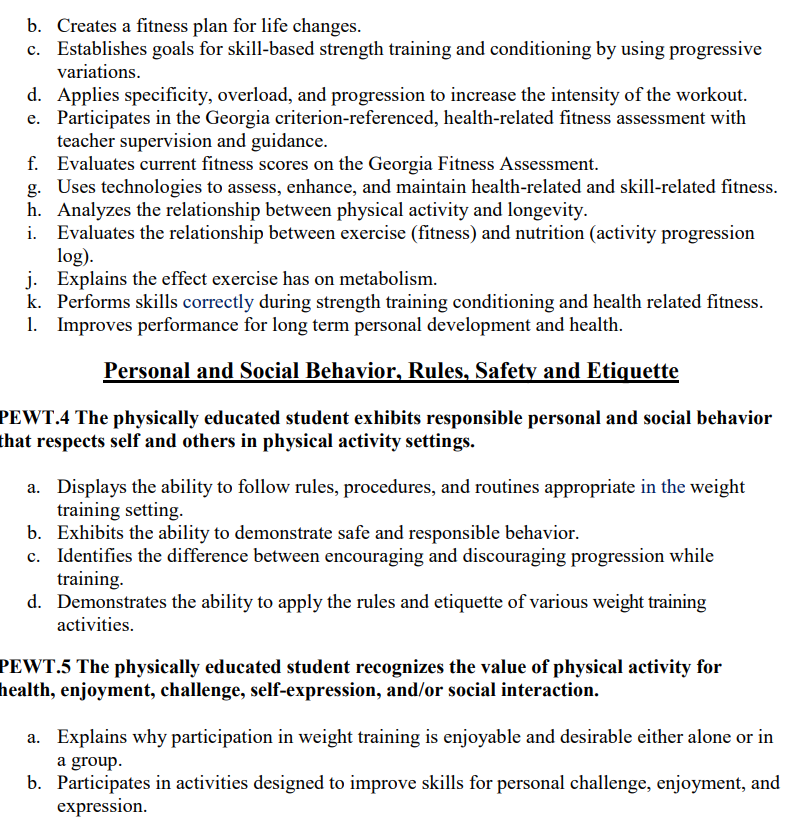 b. Creates a fitness plan for life changes.
c. Establishes goals for skill-based strength training and conditioning by using progressive
variations.
d. Applies specificity, overload, and progression to increase the intensity of the workout.
e. Participates in the Georgia criterion-referenced, health-related fitness assessment with
teacher supervision and guidance.
f. Evaluates current fitness scores on the Georgia Fitness Assessment.
g. Uses technologies to assess, enhance, and maintain health-related and skill-related fitness.
h. Analyzes the relationship between physical activity and longevity.
i. Evaluates the relationship between exercise (fitness) and nutrition (activity progression
log).
j. Explains the effect exercise has on metabolism.
k. Performs skills correctly during strength training conditioning and health related fitness.
l. Improves performance for long term personal development and health.
Personal and Social Behavior, Rules, Safety and Etiquette
PEWT.4 The physically educated student exhibits responsible personal and social behavior
that respects self and others in physical activity settings.
a. Displays the ability to follow rules, procedures, and routines appropriate in the weight
training setting.
b. Exhibits the ability to demonstrate safe and responsible behavior.
c. Identifies the difference between encouraging and discouraging progression while
training.
d. Demonstrates the ability to apply the rules and etiquette of various weight training
activities.
PEWT.5 The physically educated student recognizes the value of physical activity for
health, enjoyment, challenge, self-expression, and/or social interaction.
a. Explains why participation in weight training is enjoyable and desirable either alone or in
a group.
b. Participates in activities designed to improve skills for personal challenge, enjoyment, and
expression.